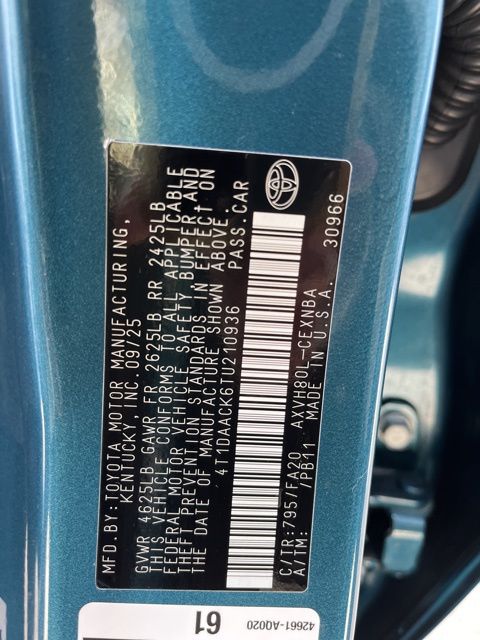 MFD.BY:TOYOTA MOTOR MANUFACTURING,
KENTUCKY, INC. 09/25
GVWR 4625LB GAWR FR 2625LB RR 2425LB
THIS VEHICLE CONFORMS TO ALL APPLICABLE
FEDERAL MOTOR VEHICLE SAFETY, BUMPER AND
THEFT PREVENTION STANDARDS IN EFFECT ON
THE DATE OF MANUFACTURE SHOWN ABOVE.
4T1DAACK6TU210936 PASS.CAR
C/TR:795/FA20 AXVH80L-CEXNBA 30966
A/TM: /PB11 MADE IN U.S.A.
42661-AQ020
61